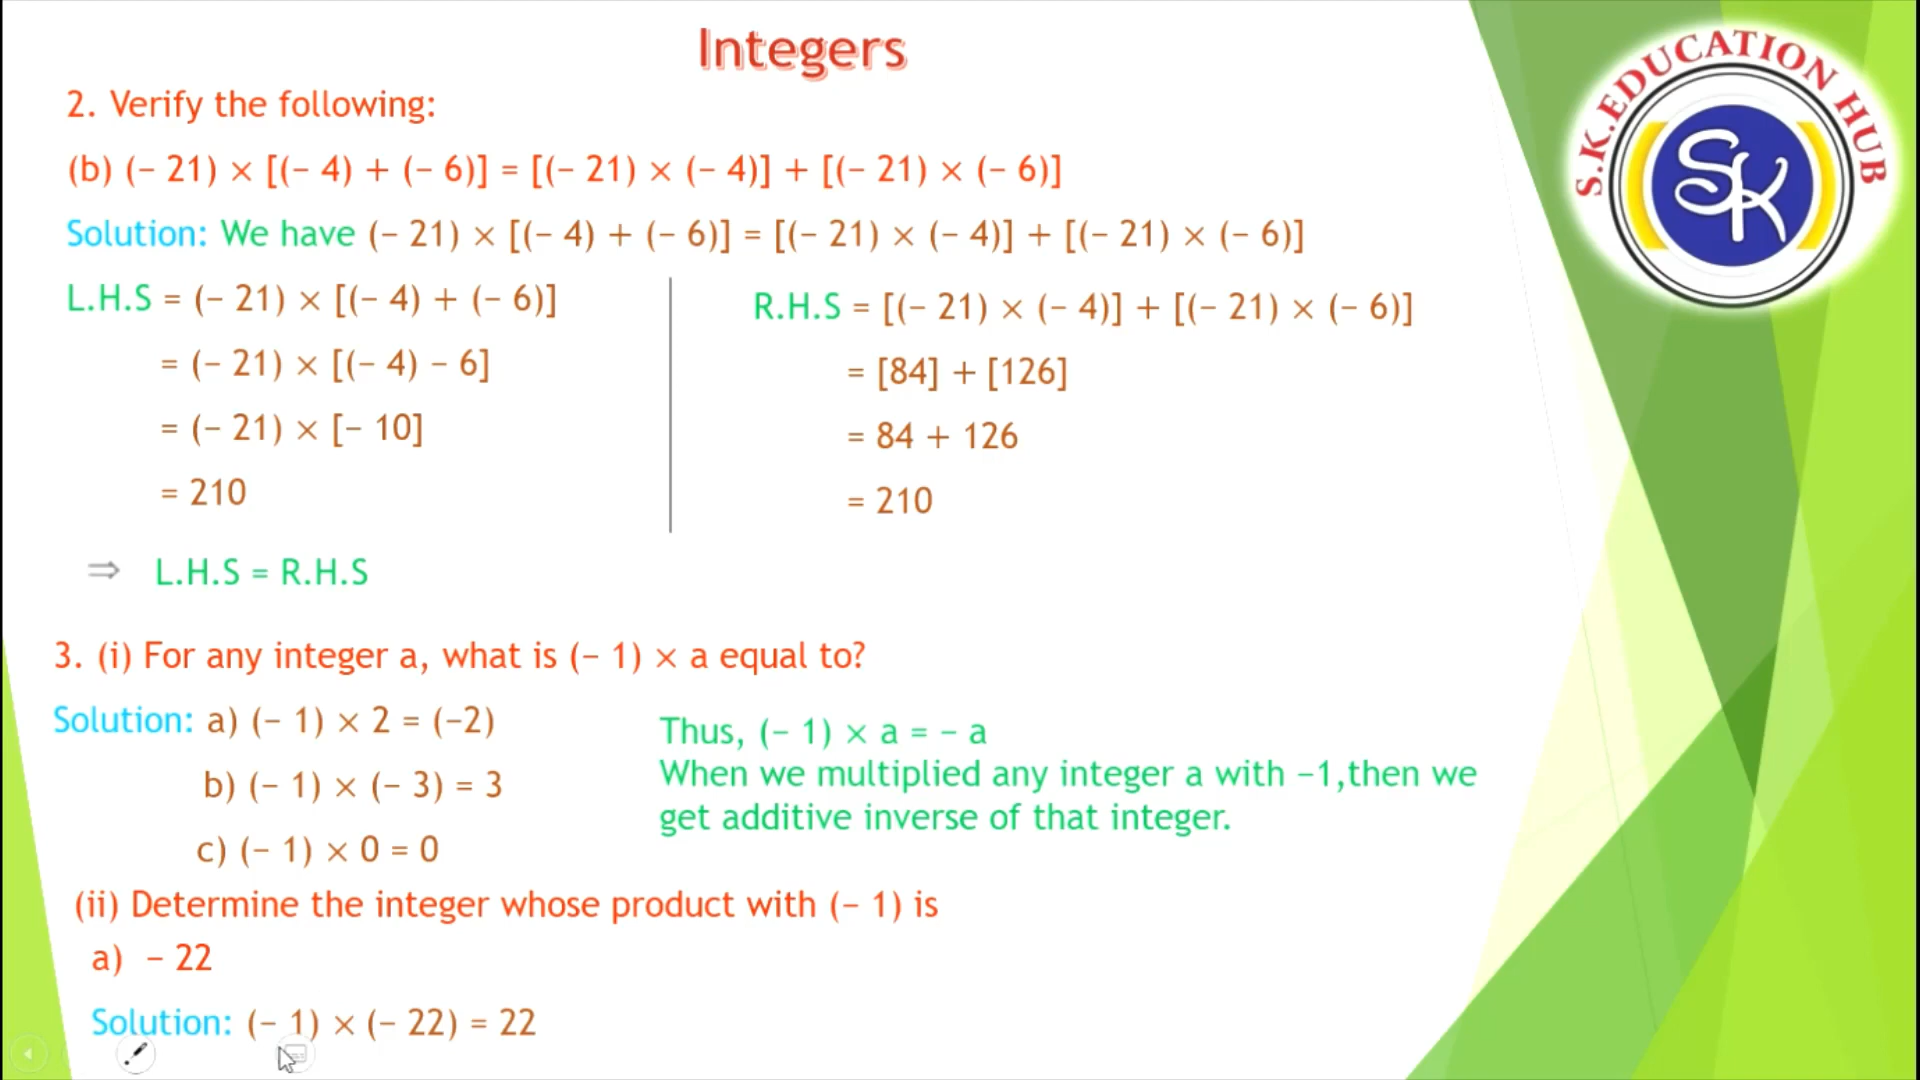 Integers
S.K.EDUCATION HUB
SK
2. Verify the following:
(b) (− 21) × [(− 4) + (− 6)] = [(− 21) × (− 4)] + [(− 21) × (− 6)]
Solution: We have (− 21) × [(− 4) + (− 6)] = [(− 21) × (− 4)] + [(− 21) × (− 6)]
L.H.S = (− 21) × [(− 4) + (− 6)]
= (− 21) × [(− 4) − 6]
= (− 21) × [− 10]
= 210
R.H.S = [(− 21) × (− 4)] + [(− 21) × (− 6)]
= [84] + [126]
= 84 + 126
= 210
⇒ L.H.S = R.H.S
3. (i) For any integer a, what is (− 1) × a equal to?
Solution: a) (− 1) × 2 = (−2)
b) (− 1) × (− 3) = 3
c) (− 1) × 0 = 0
Thus, (− 1) × a = − a
When we multiplied any integer a with −1,then we
get additive inverse of that integer.
(ii) Determine the integer whose product with (− 1) is
a) − 22
Solution: (− 1) × (− 22) = 22